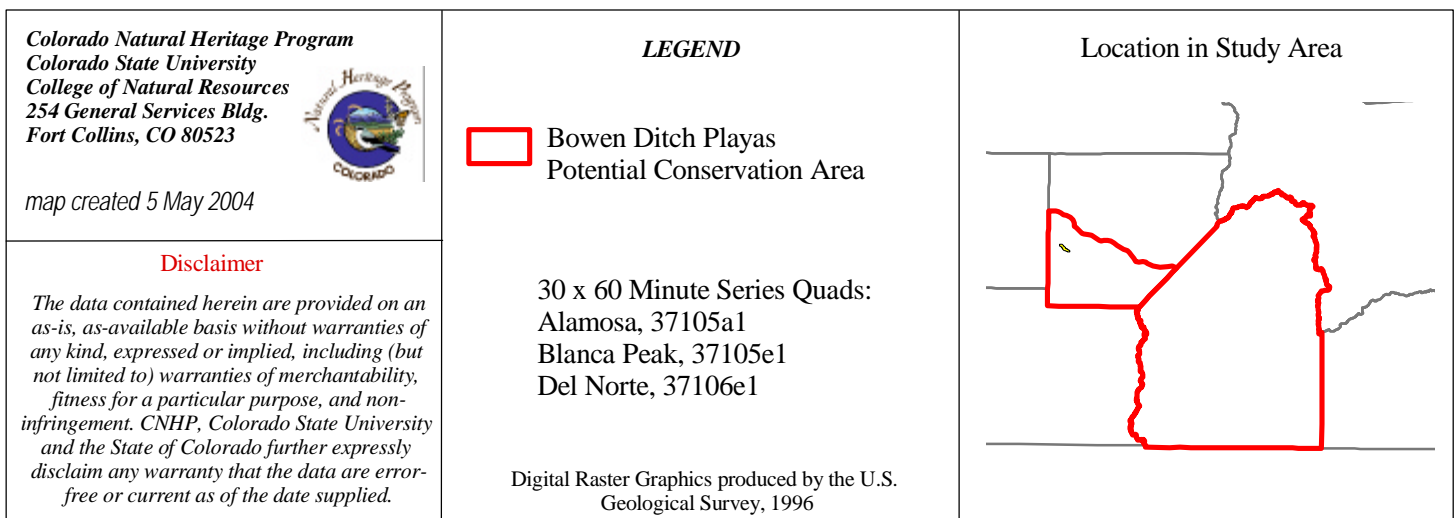 Colorado Natural Heritage Program
Colorado State University
College of Natural Resources
254 General Services Bldg.
Fort Collins, CO 80523
Natural Heritage Program
COLORADO
map created 5 May 2004
Disclaimer
The data contained herein are provided on an
as-is, as-available basis without warranties of
any kind, expressed or implied, including (but
not limited to) warranties of merchantability,
fitness for a particular purpose, and non-
infringement. CNHP, Colorado State University
and the State of Colorado further expressly
disclaim any warranty that the data are error-
free or current as of the date supplied.
LEGEND
Bowen Ditch Playas
Potential Conservation Area
30 x 60 Minute Series Quads:
Alamosa, 37105a1
Blanca Peak, 37105e1
Del Norte, 37106e1
Digital Raster Graphics produced by the U.S.
Geological Survey, 1996
Location in Study Area